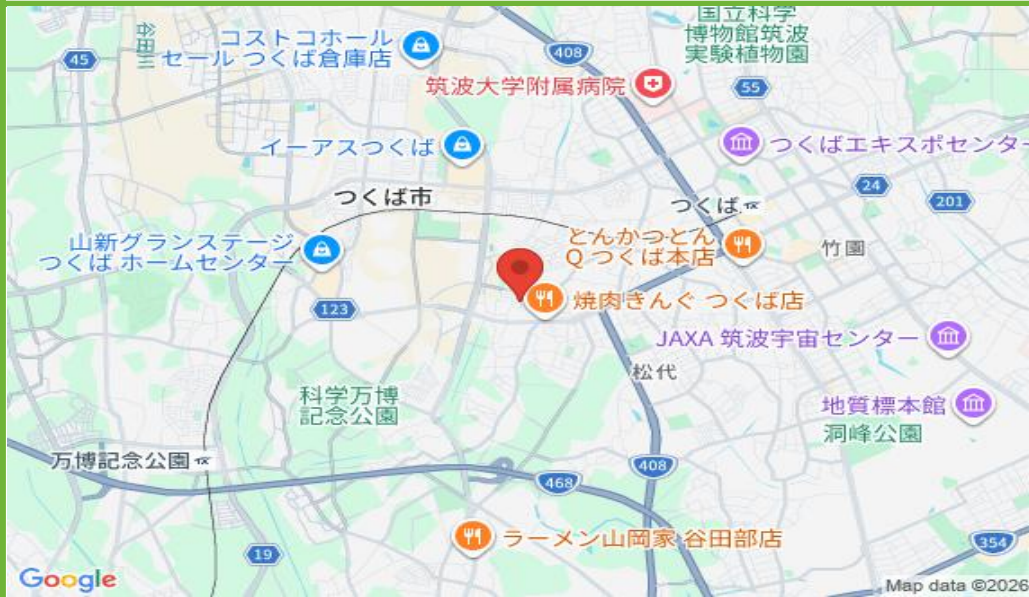 国立科学
博物館筑波
実験植物園
谷田川
コストコホール
セール つくば倉庫店
408
45
筑波大学附属病院
55
イーアスつくば
つくばエキスポセンター
24
つくば市
つくば
201
とんかつとん
Q つくば本店
竹園
山新グランステージ
つくば ホームセンター
焼肉きんぐ つくば店
123
JAXA 筑波宇宙センター
松代
科学万博
記念公園
地質標本館
洞峰公園
万博記念公園
408
468
ラーメン山岡家 谷田部店
354
19
Google
Map data ©2026